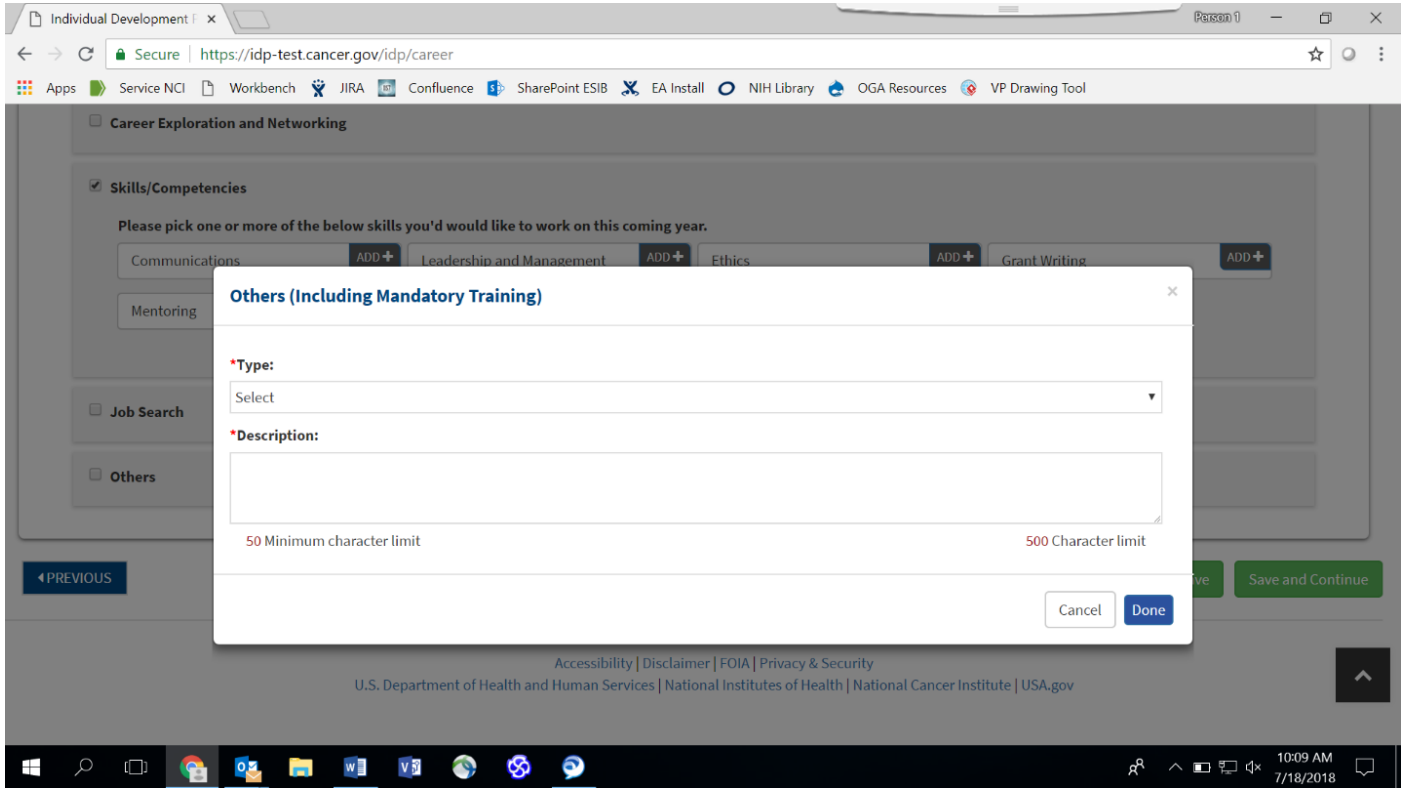 Individual Development P
Person 1
Secure | https://idp-test.cancer.gov/idp/career
Apps Service NCI Workbench JIRA Confluence SharePoint ESIB EA Install NIH Library OGA Resources VP Drawing Tool
Career Exploration and Networking
Skills/Competencies
Please pick one or more of the below skills you'd would like to work on this coming year.
Communications ADD+ Leadership and Management ADD+ Ethics ADD+ Grant Writing ADD+
Mentoring
Others (Including Mandatory Training) ×
*Type:
Select
*Description:
50 Minimum character limit 500 Character limit
Cancel Done
Job Search
Others
PREVIOUS
Save and Continue
Accessibility | Disclaimer | FOIA | Privacy & Security
U.S. Department of Health and Human Services | National Institutes of Health | National Cancer Institute | USA.gov
10:09 AM
7/18/2018